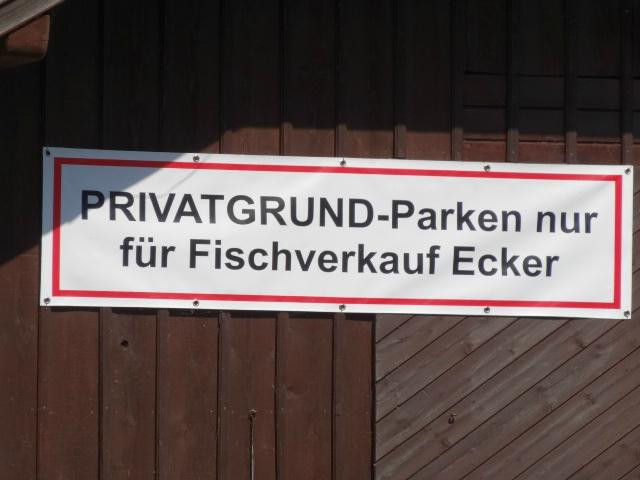 PRIVATGRUND-Parken nur
für Fischverkauf Ecker